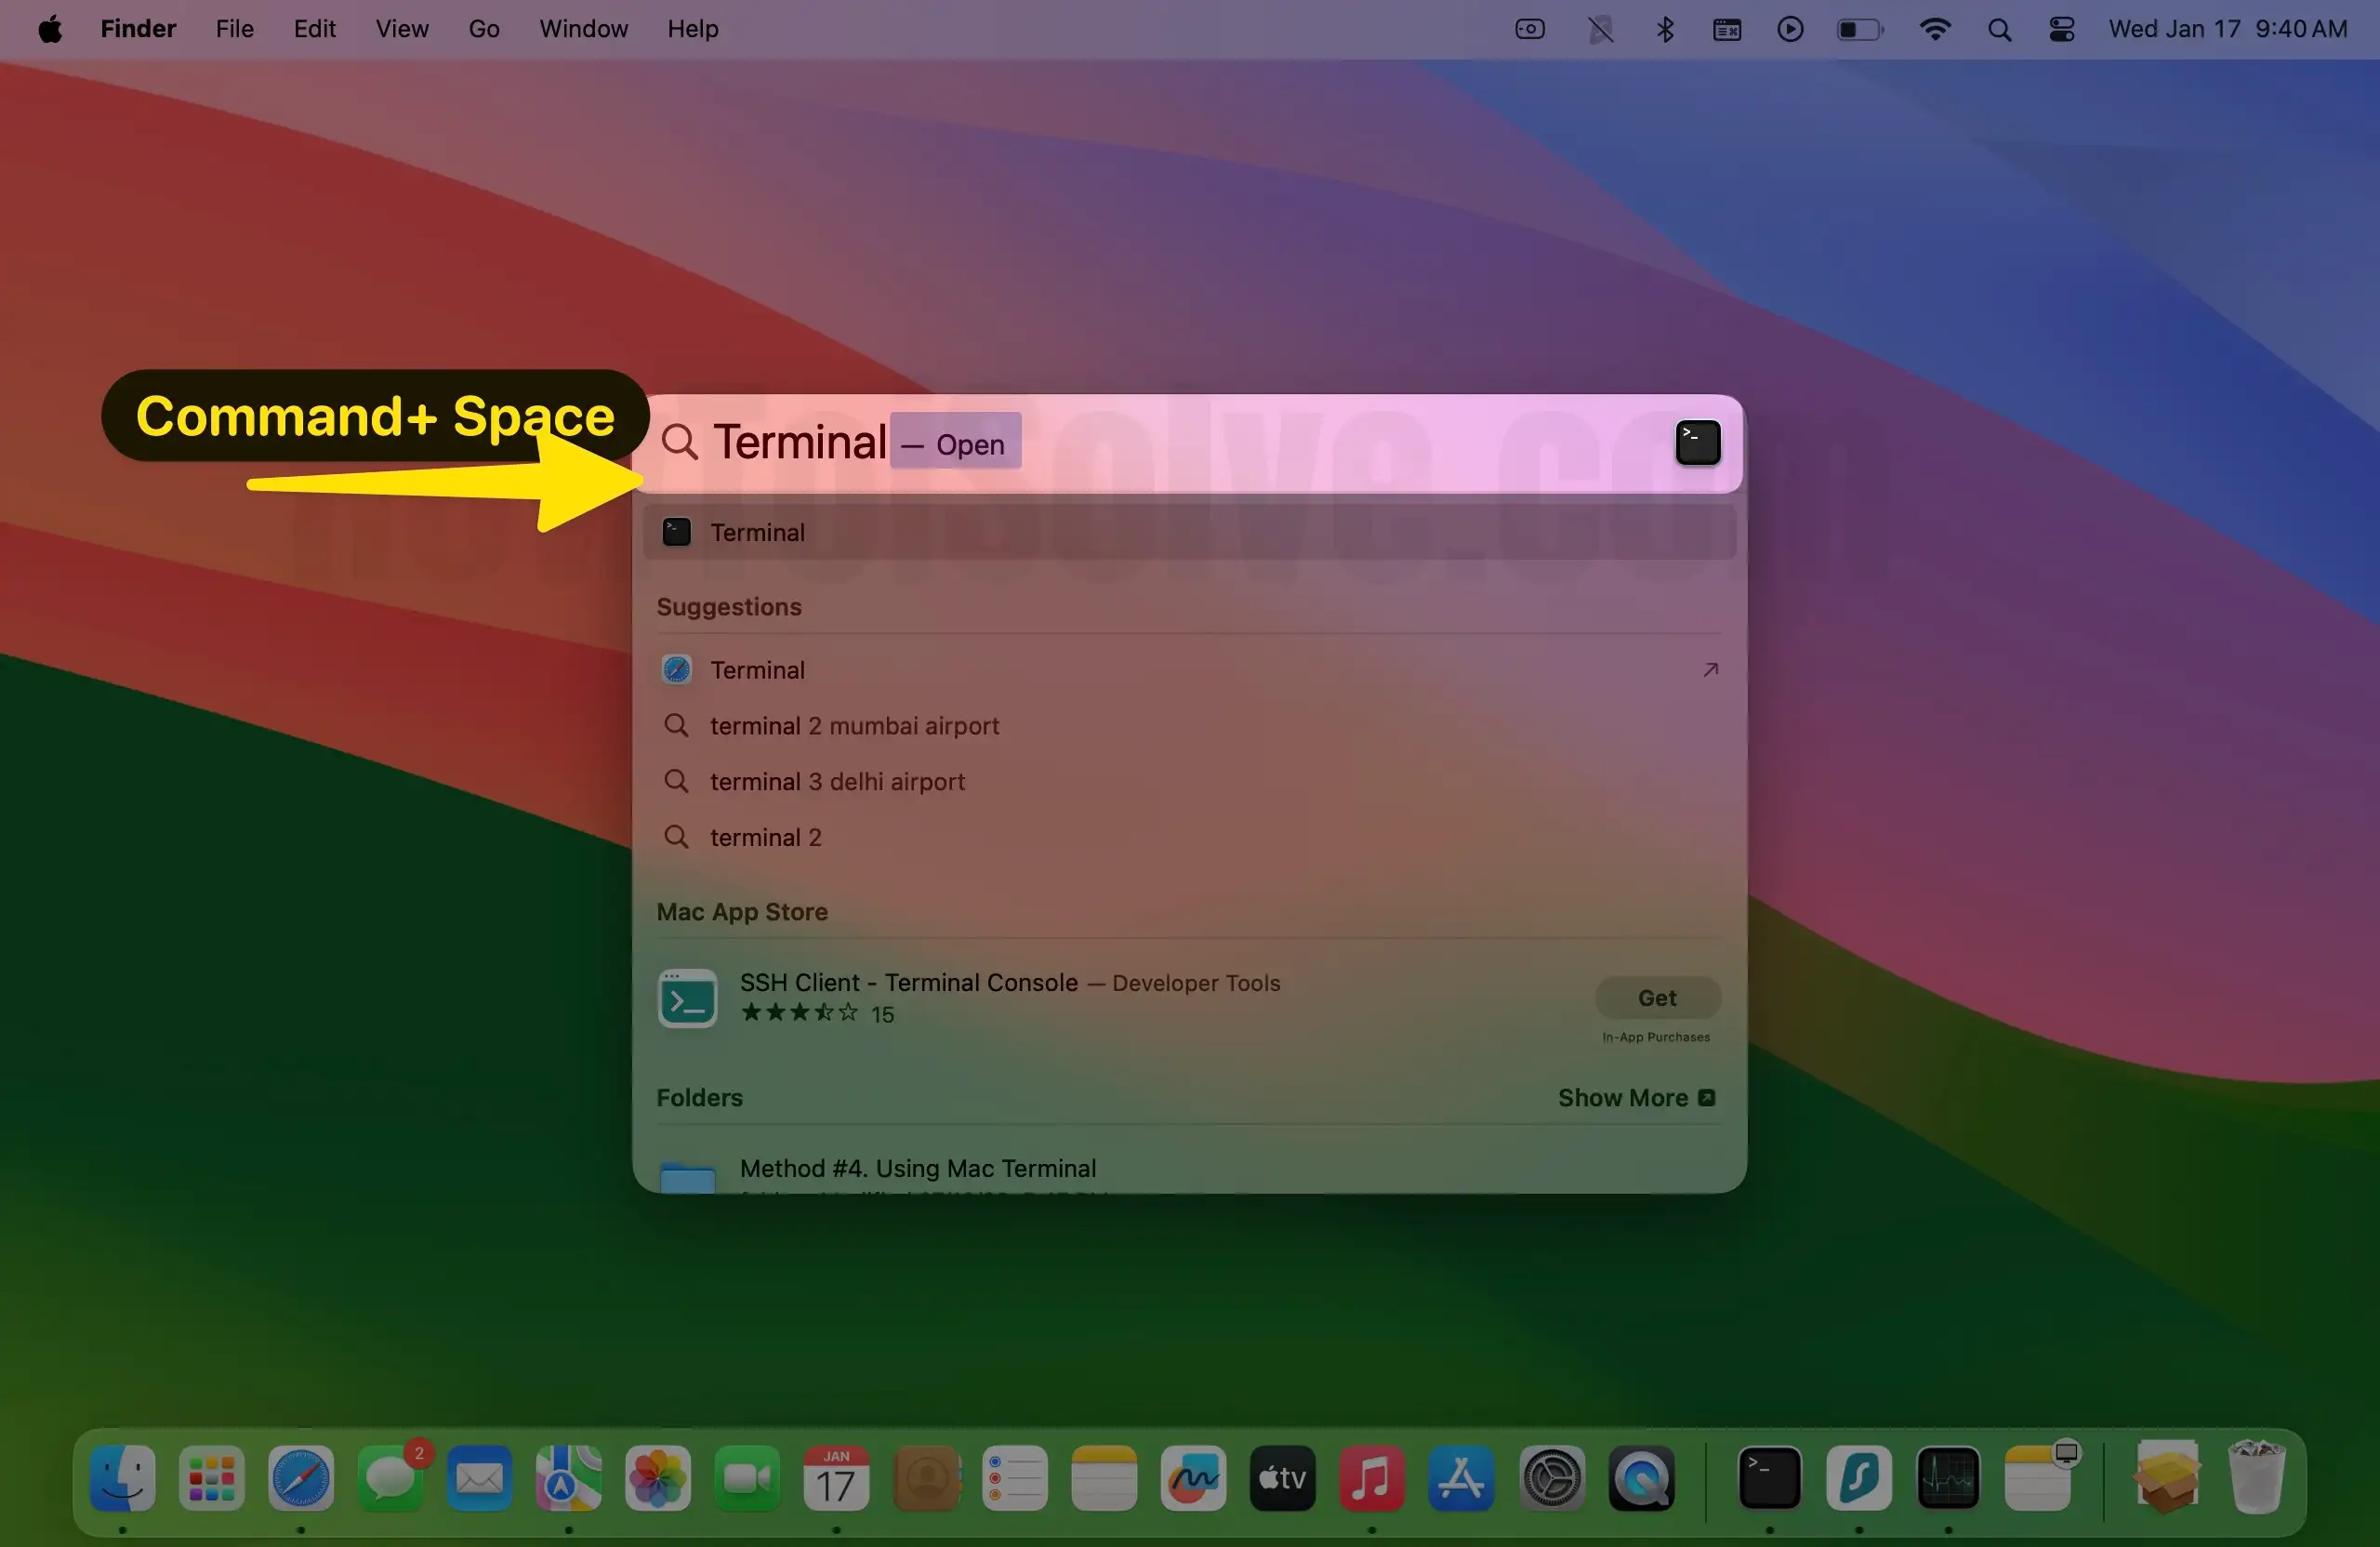 Finder File Edit View Go Window Help Wed Jan 17 9:40 AM
Command+ Space
Terminal — Open
Terminal
Suggestions
Terminal
terminal 2 mumbai airport
terminal 3 delhi airport
terminal 2
Mac App Store
SSH Client - Terminal Console — Developer Tools
15
Get
In-App Purchases
Folders Show More
Method #4. Using Mac Terminal
HowToiSolve.com
2
JAN
17
tv